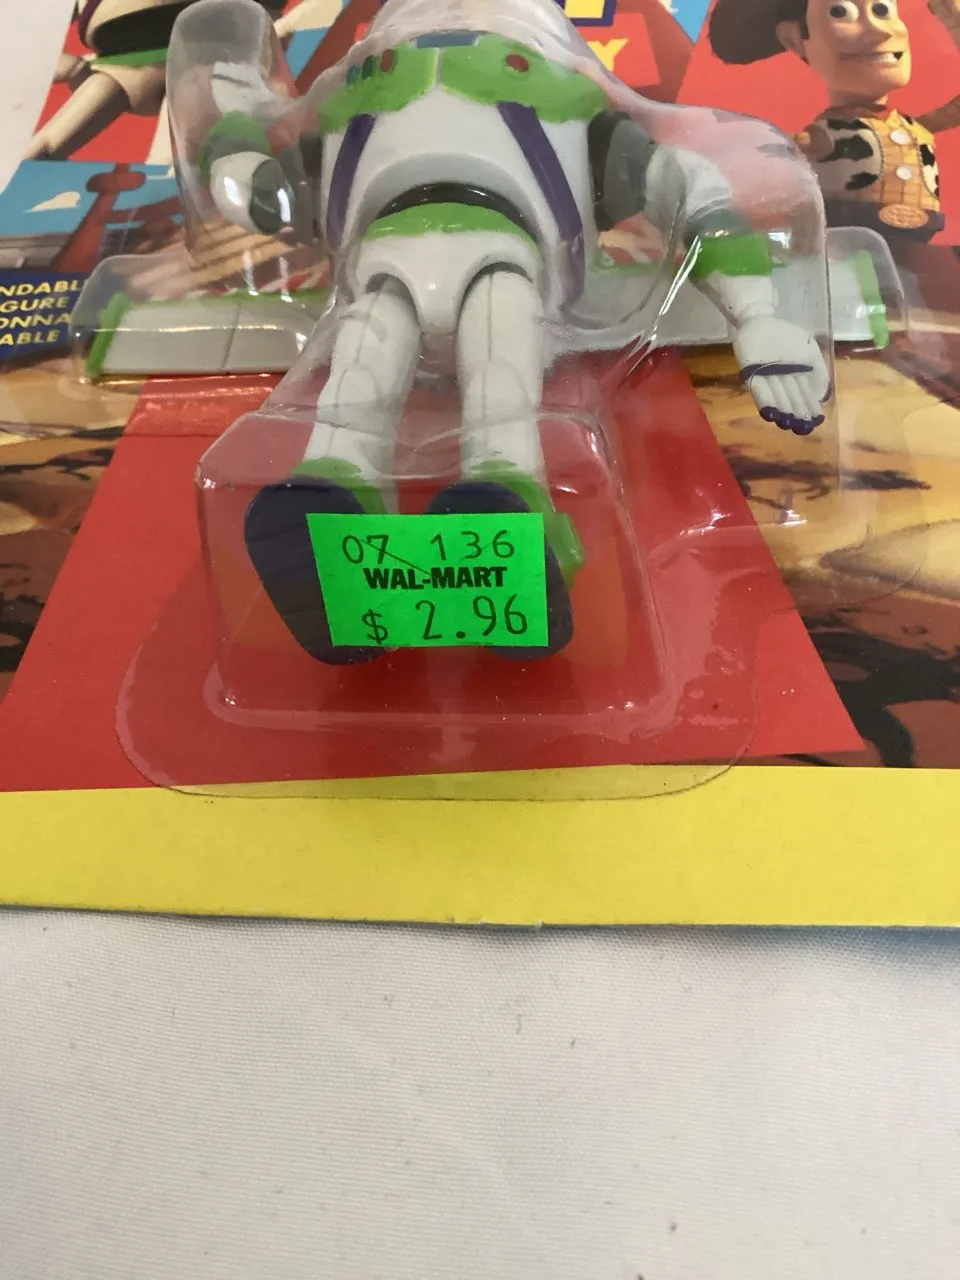 Y
NDABL
GURE
ONNA
ABLE
07 136
WAL-MART
$ 2.96